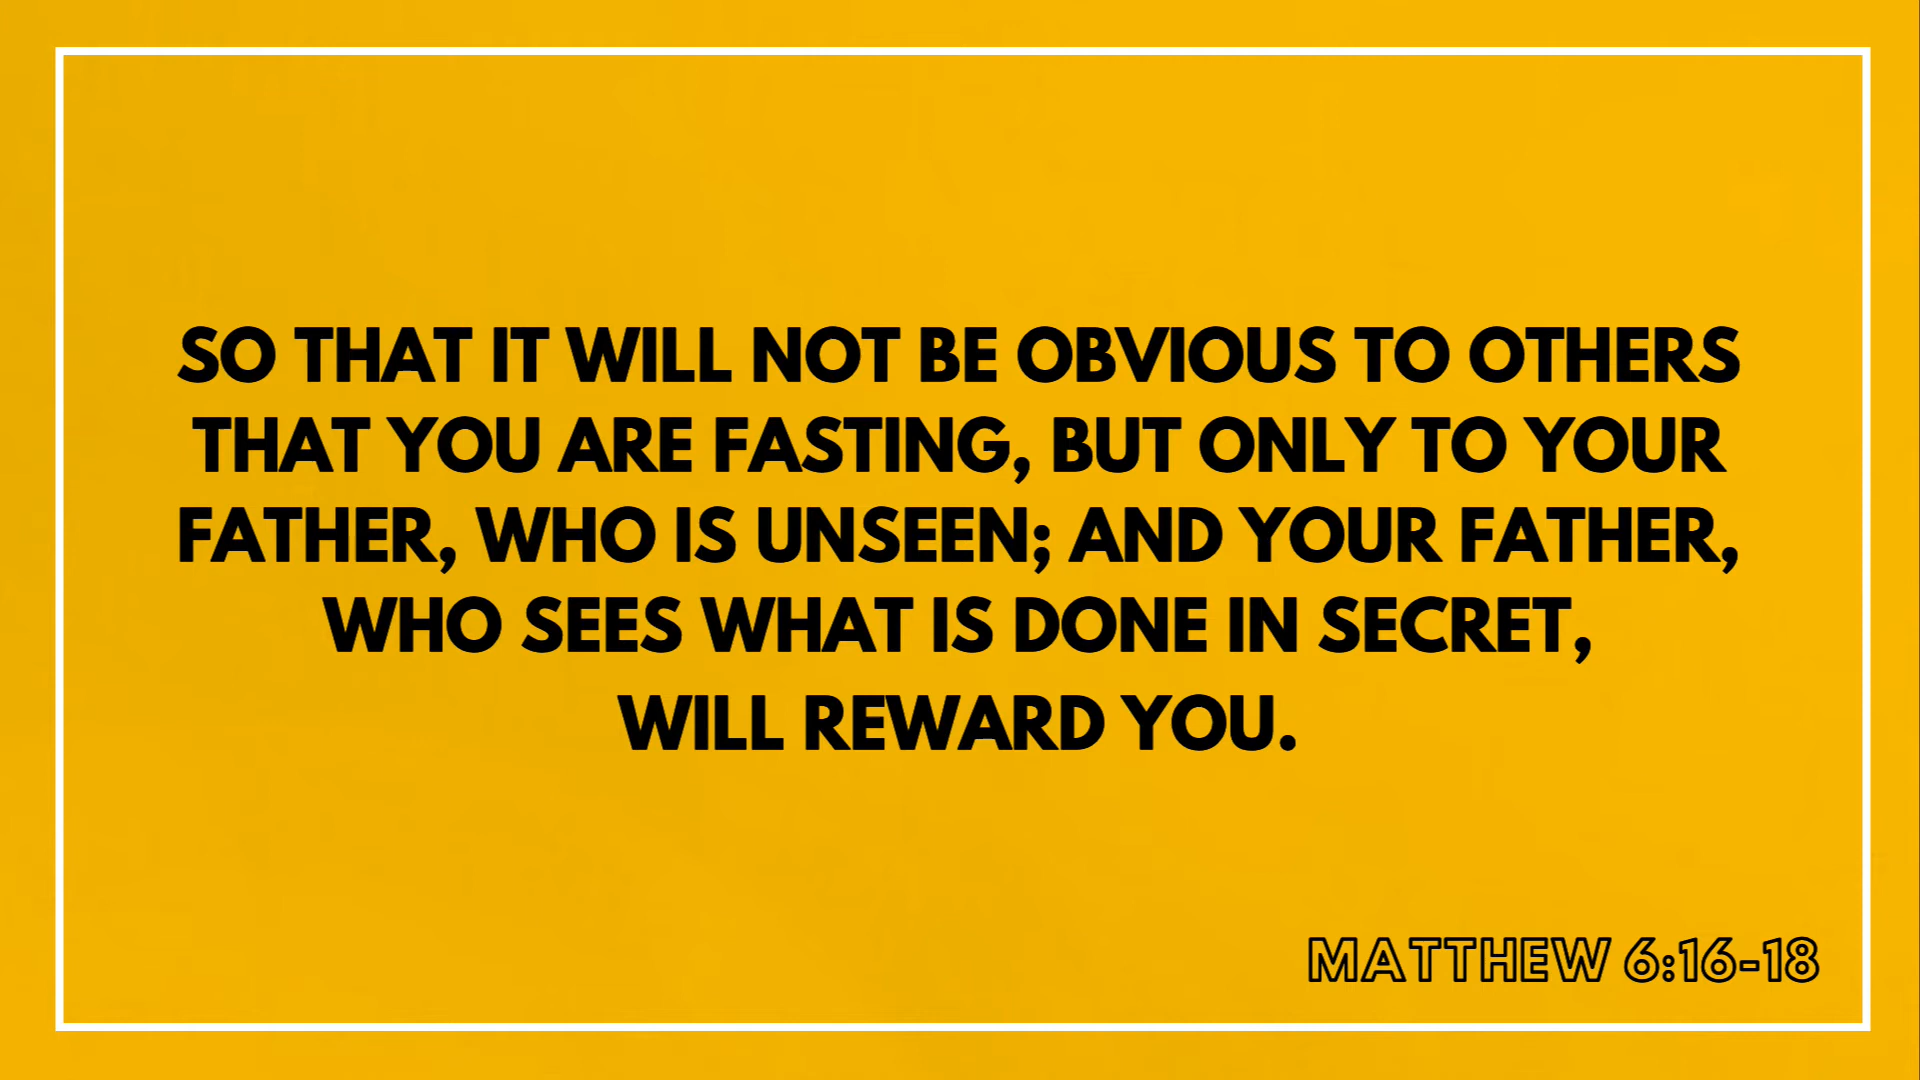 SO THAT IT WILL NOT BE OBVIOUS TO OTHERS
THAT YOU ARE FASTING, BUT ONLY TO YOUR
FATHER, WHO IS UNSEEN; AND YOUR FATHER,
WHO SEES WHAT IS DONE IN SECRET,
WILL REWARD YOU.
MATTHEW 6:16-18